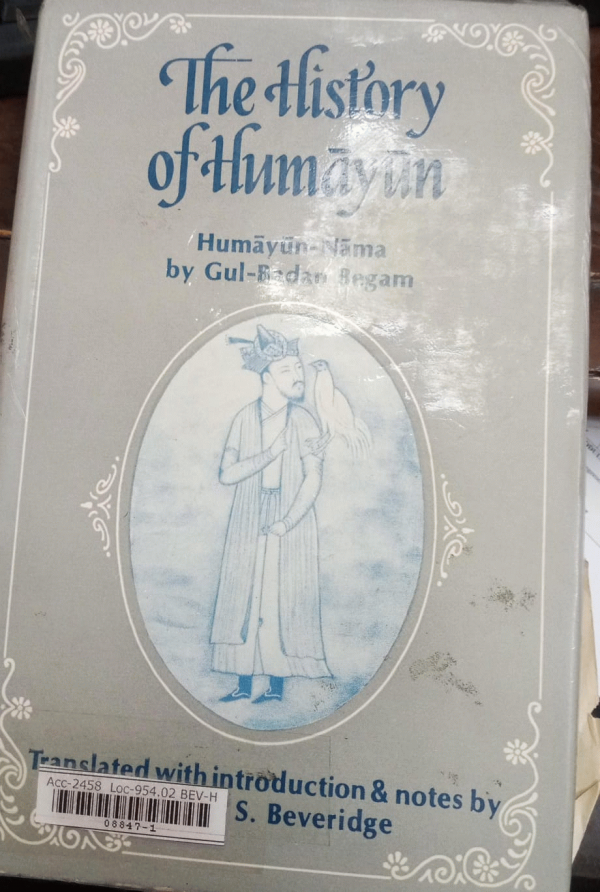 The History
of Humāyūn
Humāyūn-Nāma
by Gul-Badan Begam
Translated with introduction & notes by
Acc-2458 Loc-954.02 BEV-H
08847-1
S. Beveridge